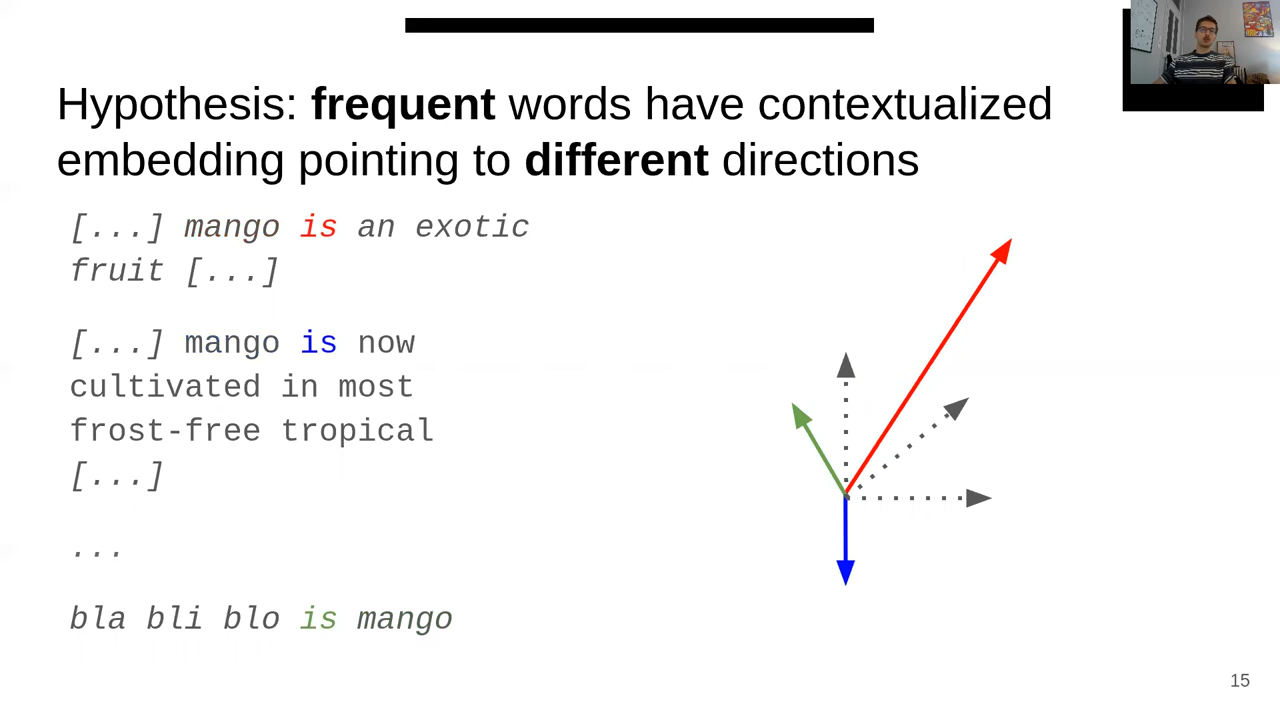 Hypothesis: frequent words have contextualized
embedding pointing to different directions
[...] mango is an exotic
fruit [...]
[...] mango is now
cultivated in most
frost-free tropical
[...]
...
bla bli blo is mango
15